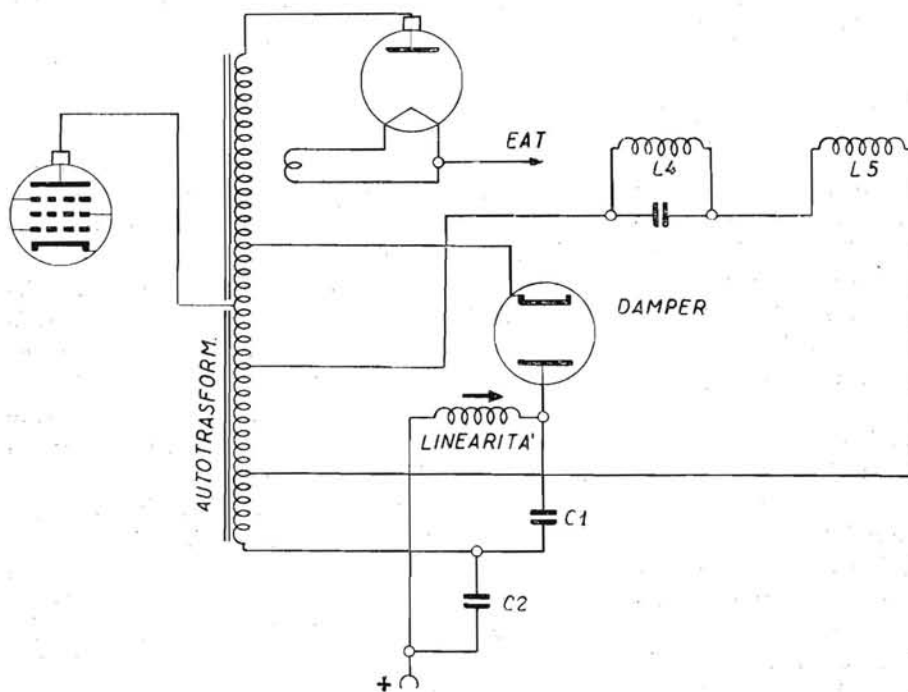 EAT
L4
L5
DAMPER
AUTOTRASFORM.
LINEARITA'
C1
C2
+